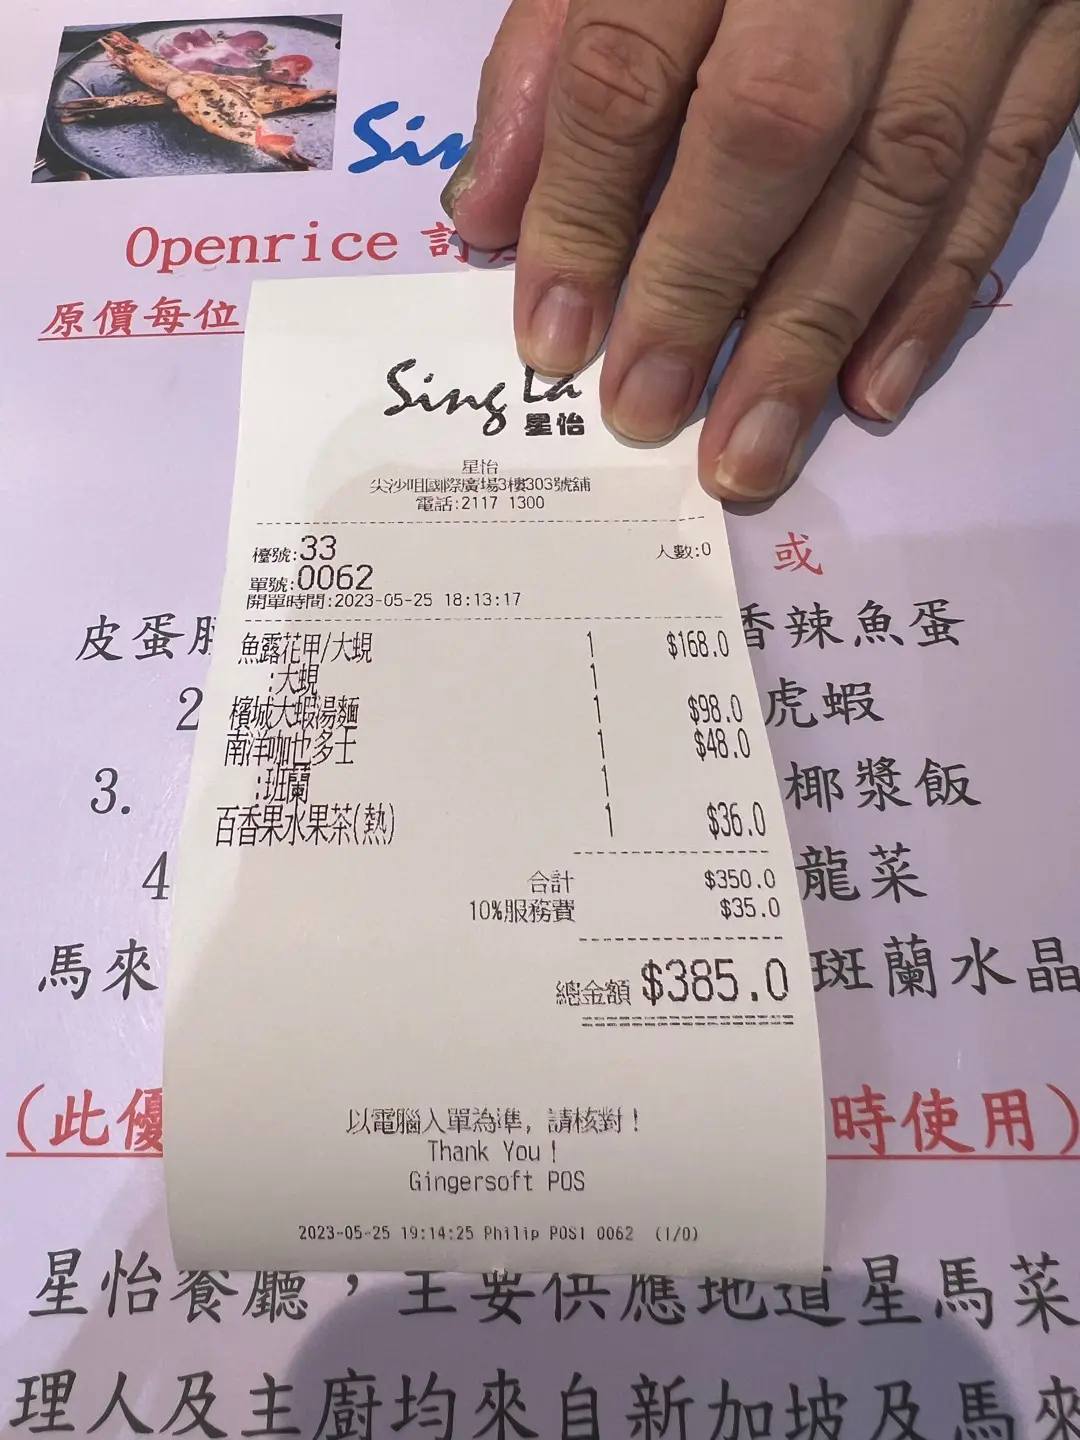 Sin
Openrice 訂
原價每位
Sing La
星怡
星怡
尖沙咀國際廣場3樓303號舖
電話:2117 1300
檯號:33
人數:0
單號:0062
開單時間:2023-05-25 18:13:17
魚露花甲/大蜆 1 $168.0
:大蜆 1
檳城大蝦湯麵 1 $98.0
南洋咖也多士 1 $48.0
:班蘭 1
百香果水果茶(熱) 1 $36.0
合計 $350.0
10%服務費 $35.0
總金額 $385.0
以電腦入單為準, 請核對!
Thank You !
Gingersoft POS
2023-05-25 19:14:25 Philip POS1 0062 (1/0)
或
皮蛋 香辣魚蛋
2 虎蝦
3. 椰漿飯
4 龍菜
馬來 斑蘭水晶
(此優 時使用)
星怡餐廳，主要供應地道星馬菜
理人及主廚均來自新加坡及馬來